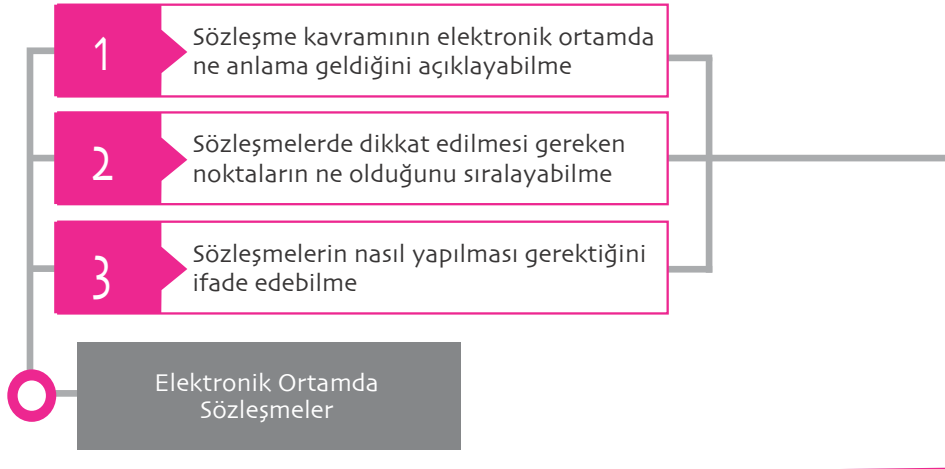 1
Sözleşme kavramının elektronik ortamda
ne anlama geldiğini açıklayabilme
2
Sözleşmelerde dikkat edilmesi gereken
noktaların ne olduğunu sıralayabilme
3
Sözleşmelerin nasıl yapılması gerektiğini
ifade edebilme
Elektronik Ortamda
Sözleşmeler